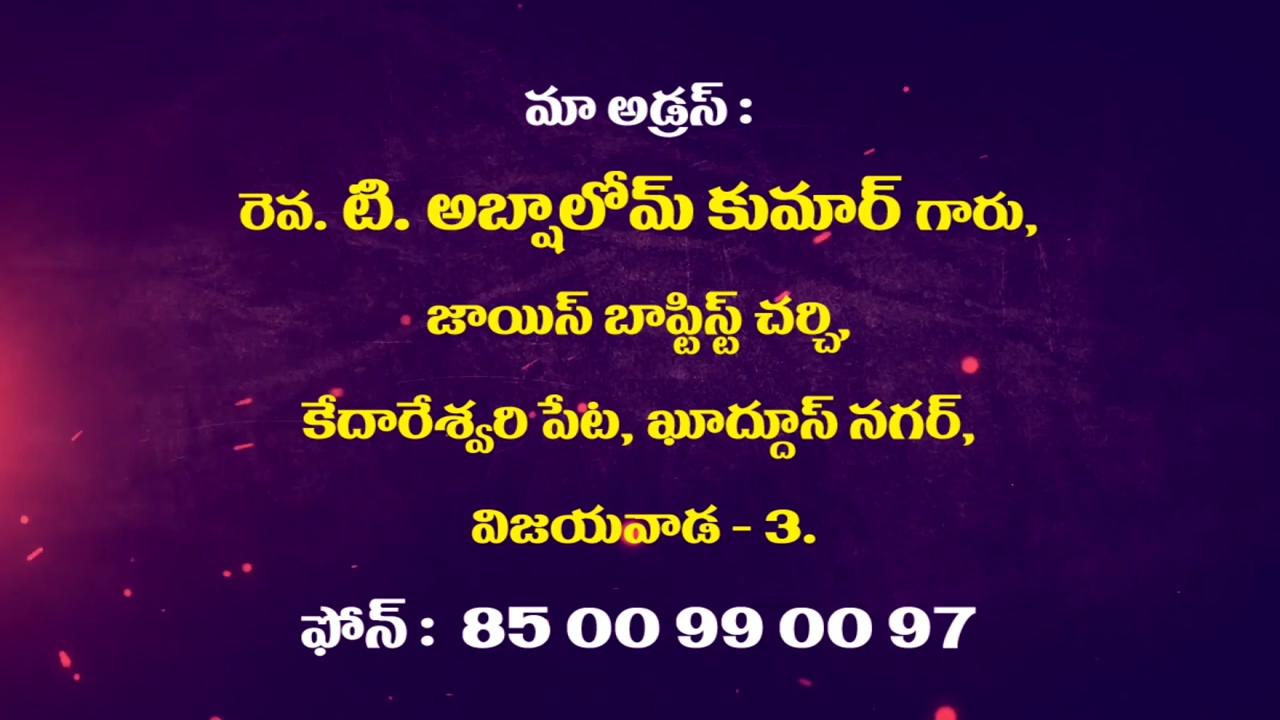 మా అడ్రస్ :
రెవ. టి. అబ్షాలోమ్ కుమార్ గారు,
జాయిస్ బాప్టిస్ట్ చర్చి,
కేదారేశ్వరి పేట, ఖూద్దూస్ నగర్,
విజయవాడ - 3.
ఫోన్ : 85 00 99 00 97